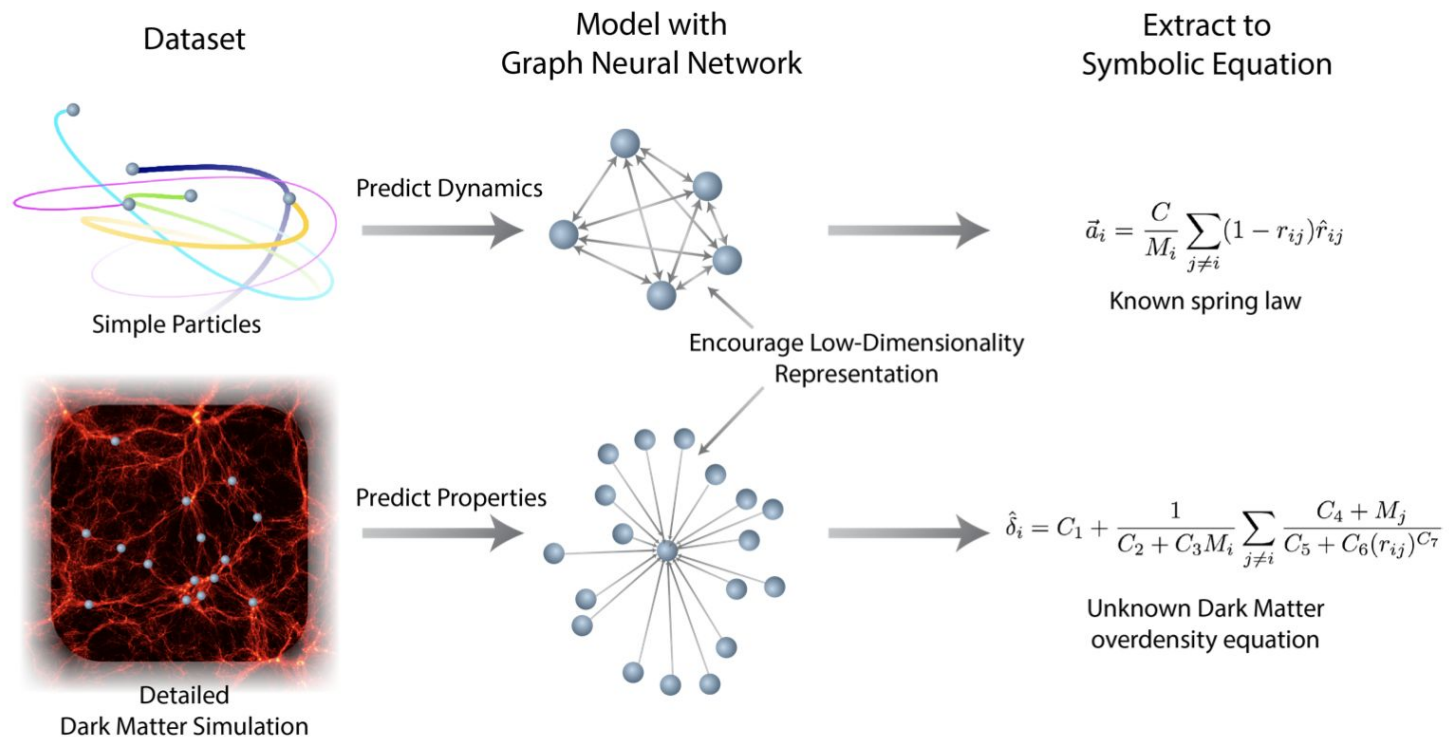 Dataset
Model with
Graph Neural Network
Extract to
Symbolic Equation
Predict Dynamics
Simple Particles
$\vec{a}_i = \frac{C}{M_i} \sum_{j \neq i} (1 - r_{ij}) \hat{r}_{ij}$
Known spring law
Encourage Low-Dimensionality
Representation
Predict Properties
Detailed
Dark Matter Simulation
$\hat{\delta}_i = C_1 + \frac{1}{C_2 + C_3 M_i} \sum_{j \neq i} \frac{C_4 + M_j}{C_5 + C_6 (r_{ij})^{C_7}}$
Unknown Dark Matter
overdensity equation